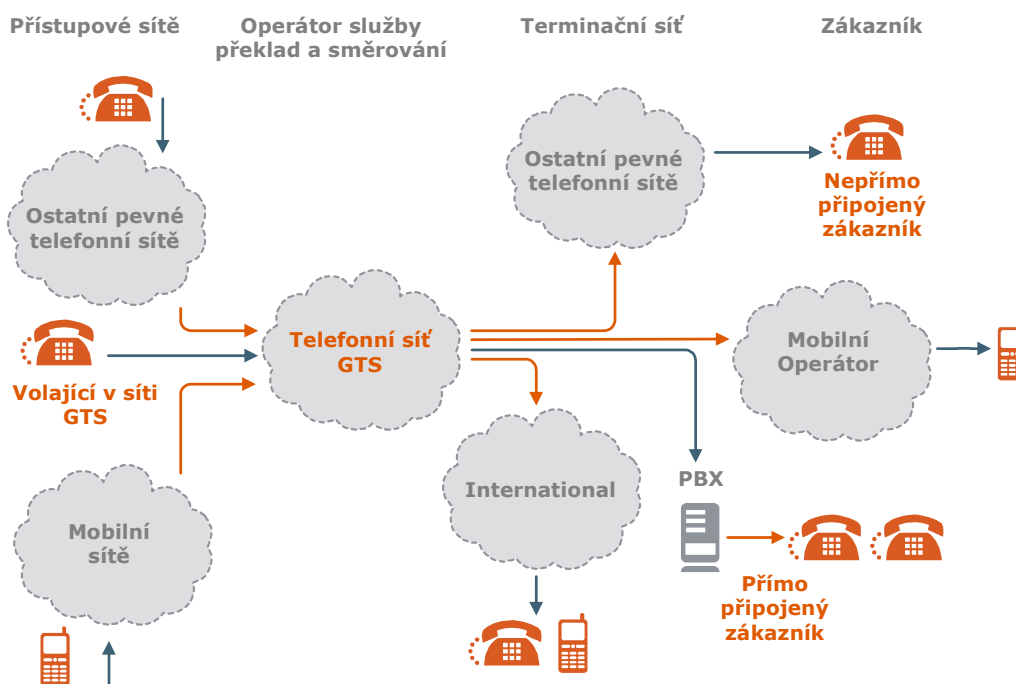 Přístupové sítě
Operátor služby
překlad a směrování
Terminační síť
Zákazník
Ostatní pevné
telefonní sítě
Ostatní pevné
telefonní sítě
Nepřímo
připojený
zákazník
Telefonní síť
GTS
Mobilní
Operátor
Volající v síti
GTS
PBX
International
Mobilní
sítě
Přímo
připojený
zákazník